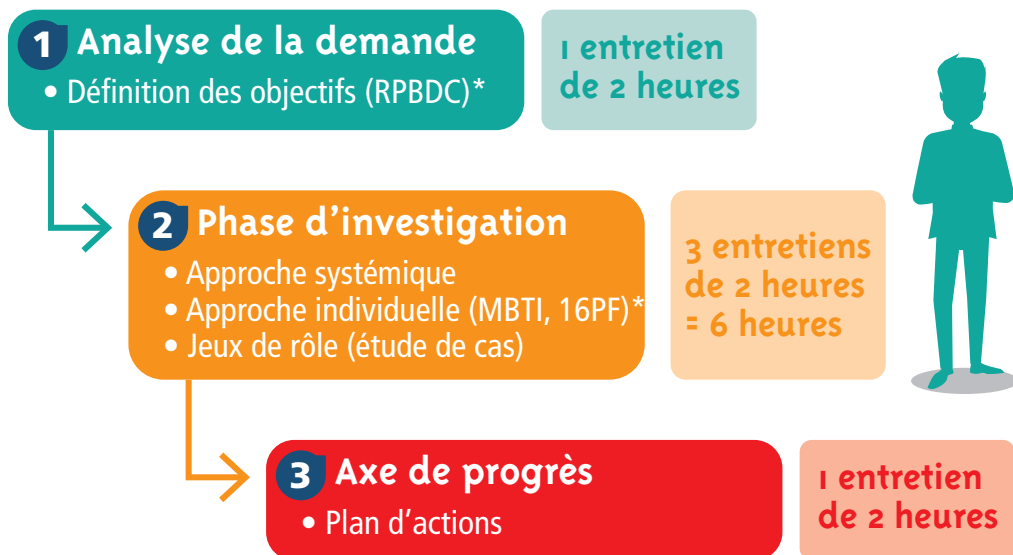 1 Analyse de la demande
• Définition des objectifs (RPBDC)*
1 entretien
de 2 heures
2 Phase d’investigation
• Approche systémique
• Approche individuelle (MBTI, 16PF)*
• Jeux de rôle (étude de cas)
3 entretiens
de 2 heures
= 6 heures
3 Axe de progrès
• Plan d’actions
1 entretien
de 2 heures